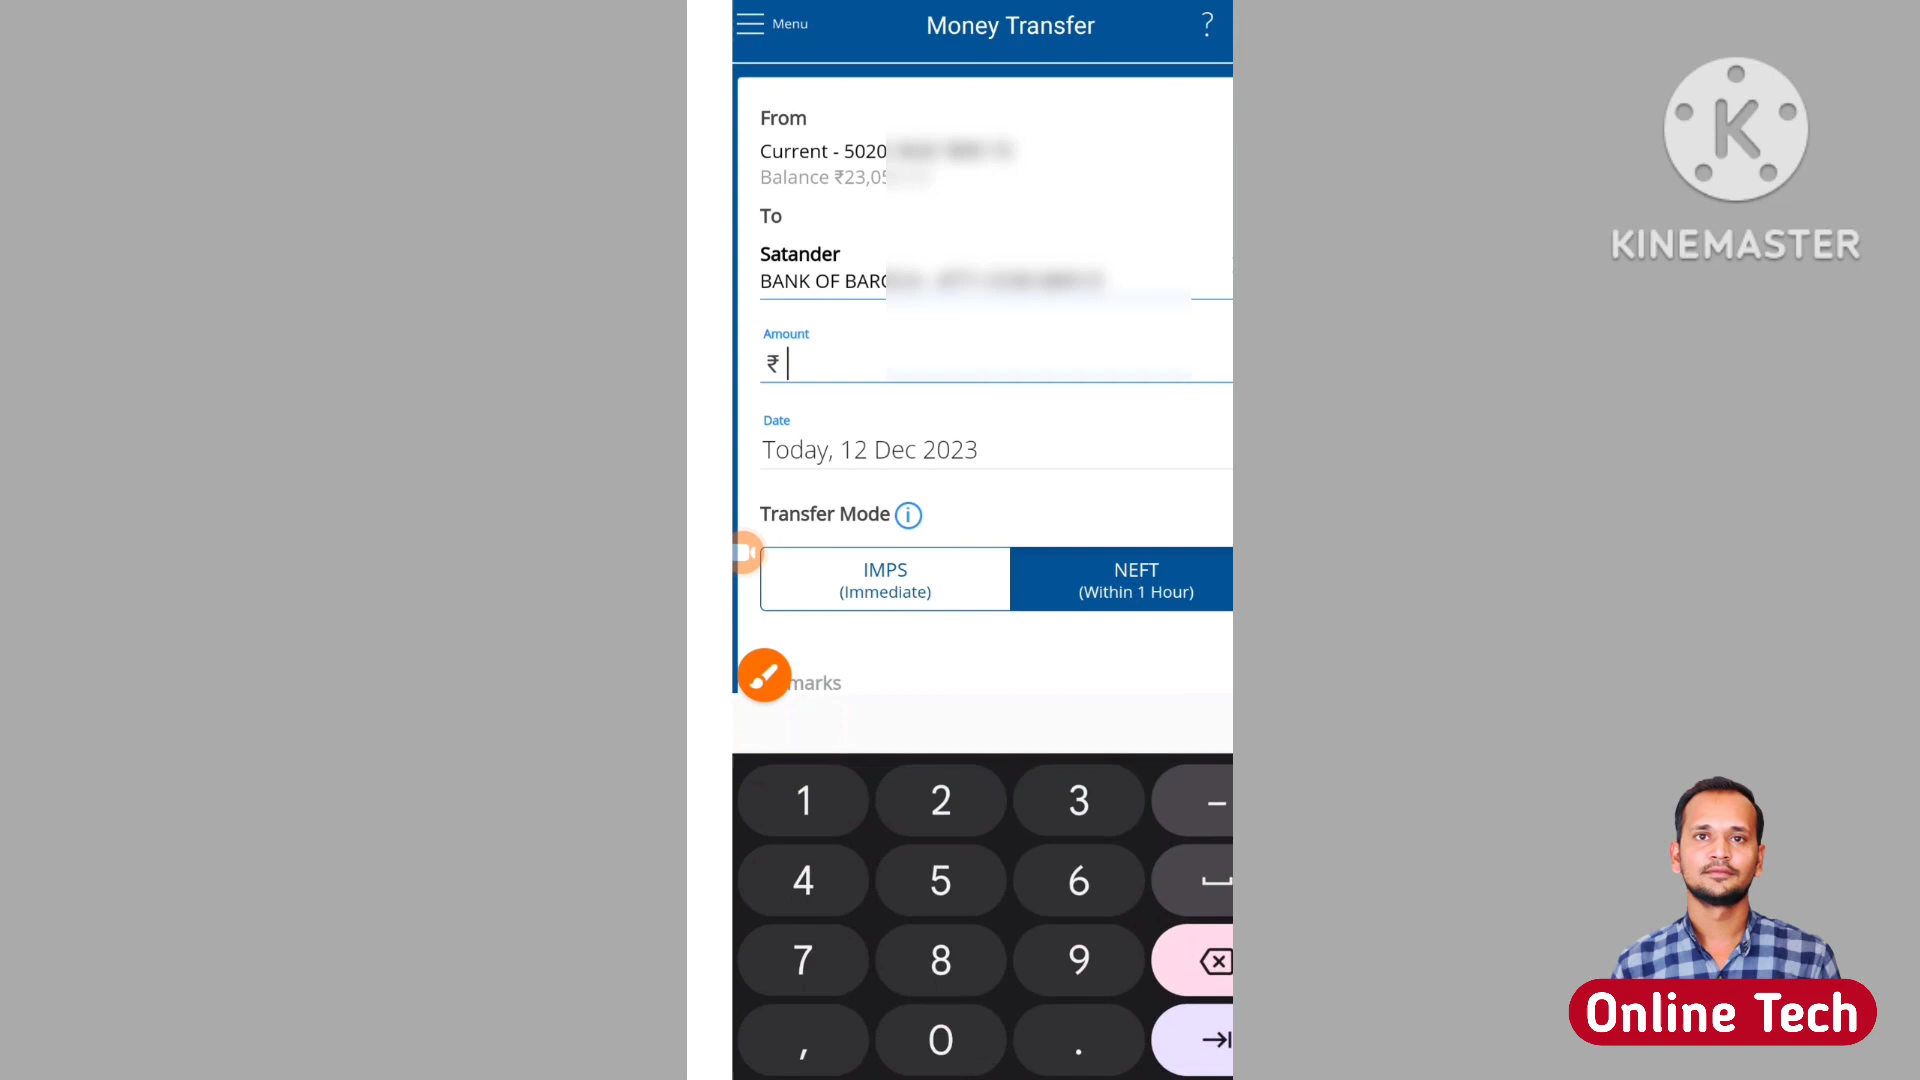 Menu
Money Transfer
?
From
Current - 5020
Balance ₹23,05
To
Satander
BANK OF BARO
Amount
₹
Date
Today, 12 Dec 2023
Transfer Mode i
IMPS
(Immediate)
NEFT
(Within 1 Hour)
marks
1 2 3 –
4 5 6
7 8 9
, 0 .
K
KINEMASTER
Online Tech